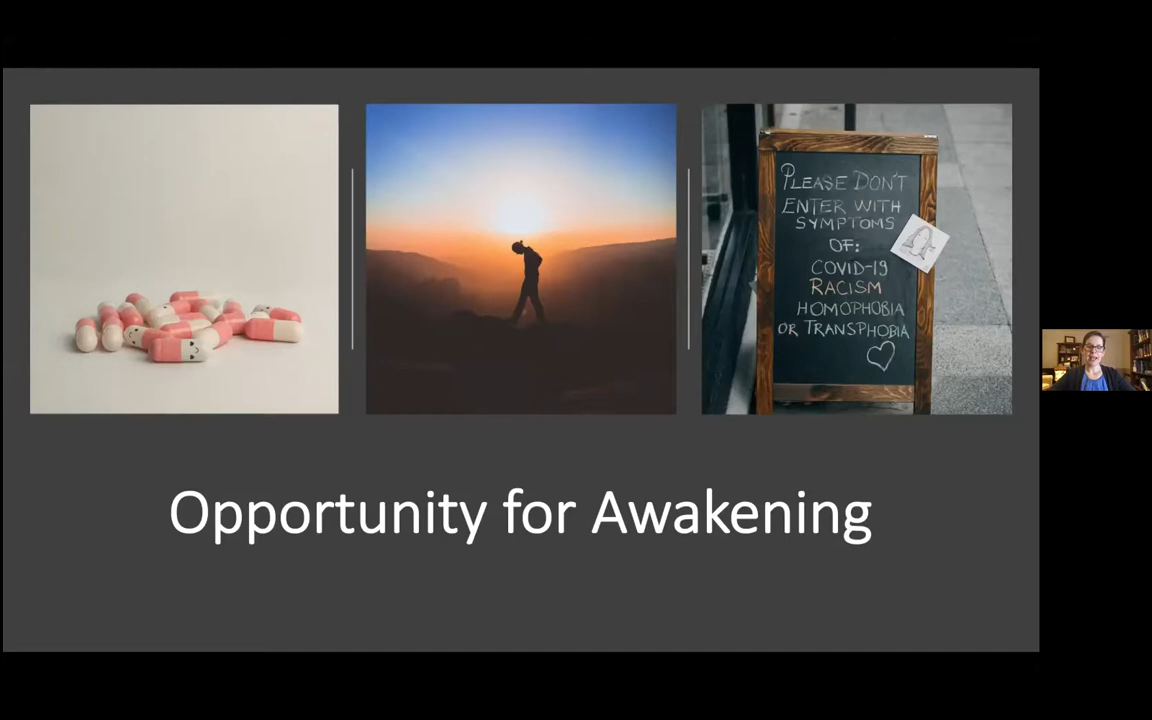 PLEASE DON'T
ENTER WITH
SYMPTOMS
OF:
COVID-19
RACISM
HOMOPHOBIA
OR TRANSPHOBIA
Opportunity for Awakening